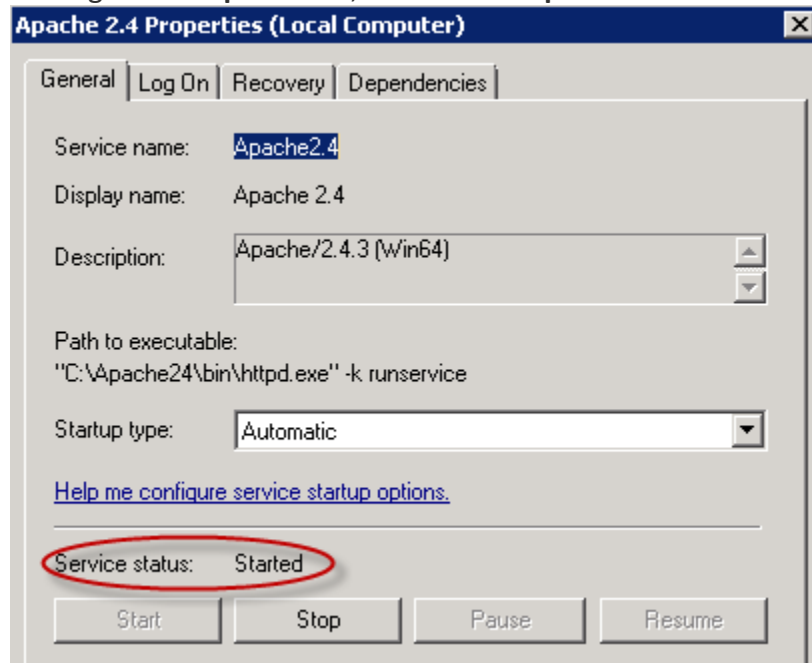 Apache 2.4 Properties (Local Computer)
General Log On Recovery Dependencies
Service name: Apache2.4
Display name: Apache 2.4
Description: Apache/2.4.3 (Win64)
Path to executable:
"C:\Apache24\bin\httpd.exe" -k runservice
Startup type: Automatic
Help me configure service startup options.
Service status: Started
Start Stop Pause Resume